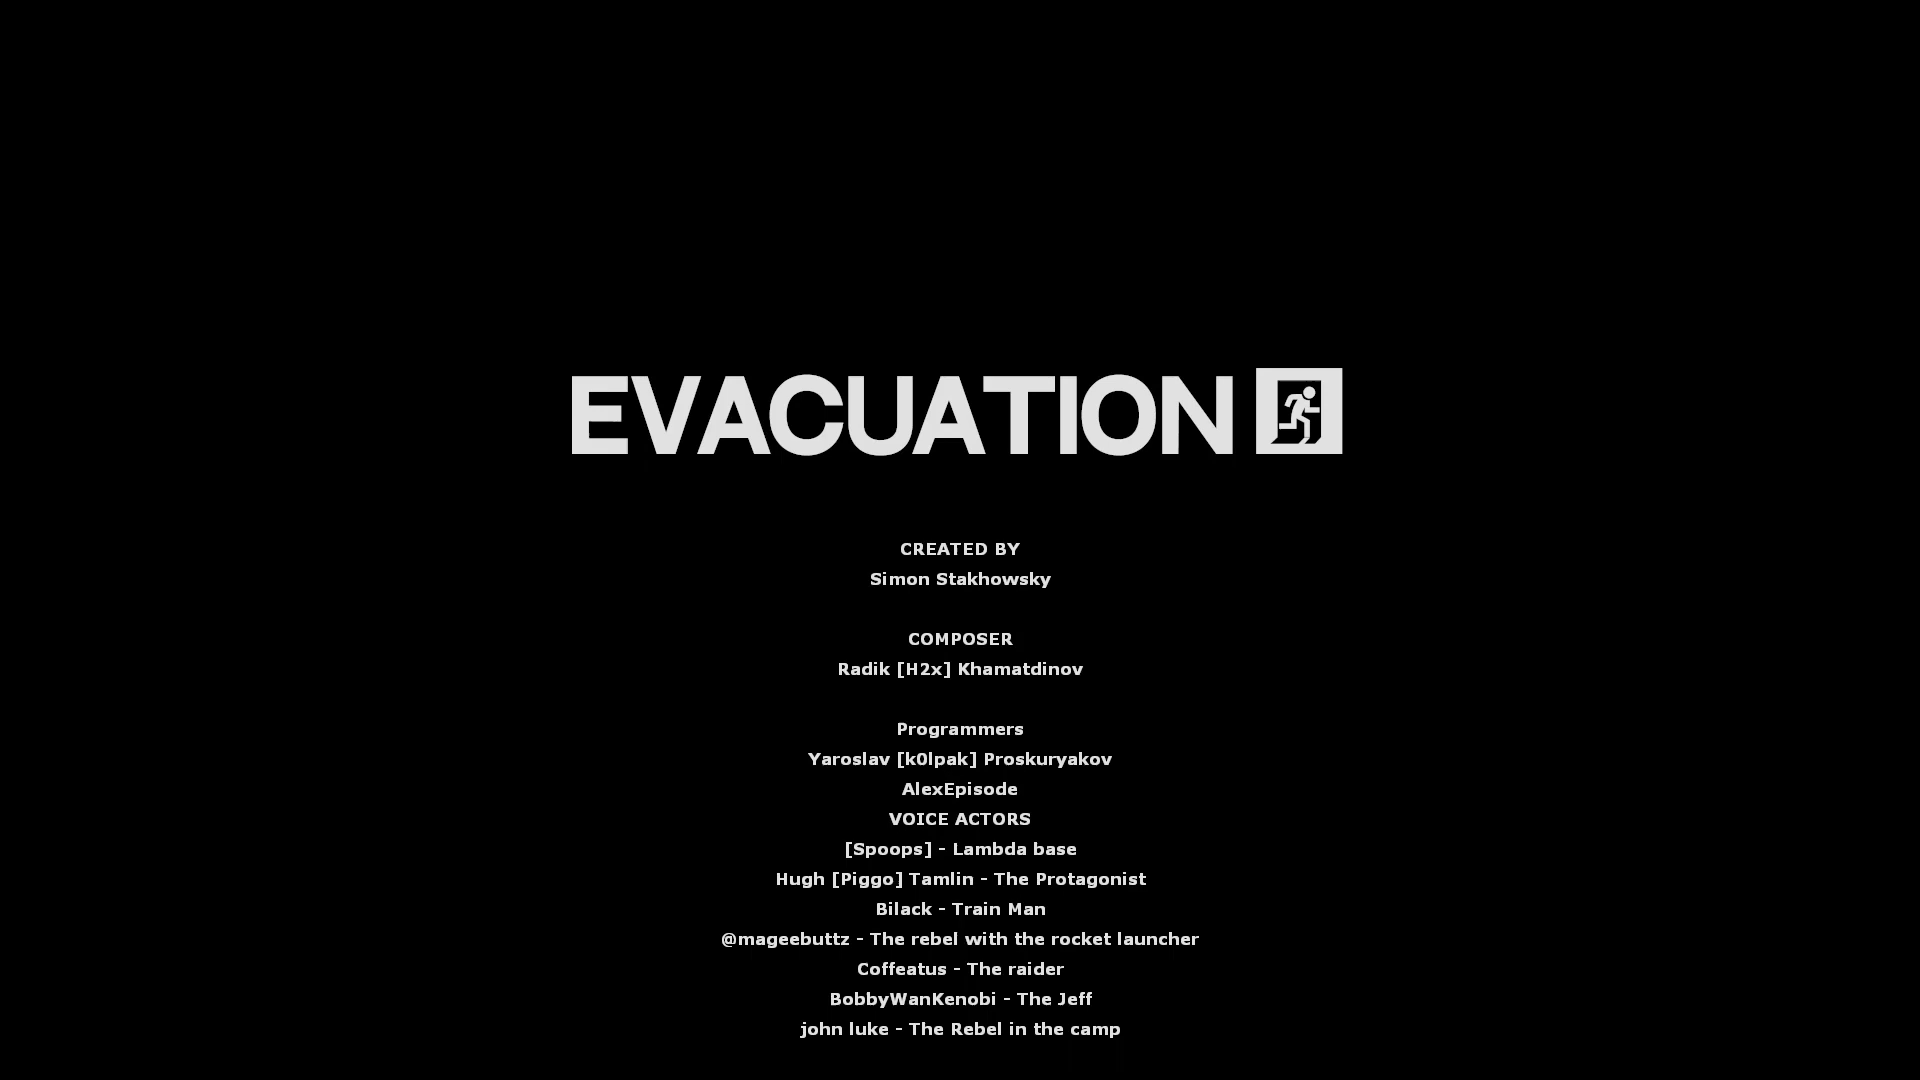 EVACUATION
CREATED BY
Simon Stakhowsky
COMPOSER
Radik [H2x] Khamatdinov
Programmers
Yaroslav [k0lpak] Proskuryakov
AlexEpisode
VOICE ACTORS
[Spoops] - Lambda base
Hugh [Piggo] Tamlin - The Protagonist
Bilack - Train Man
@mageebuttz - The rebel with the rocket launcher
Coffeatus - The raider
BobbyWanKenobi - The Jeff
john luke - The Rebel in the camp